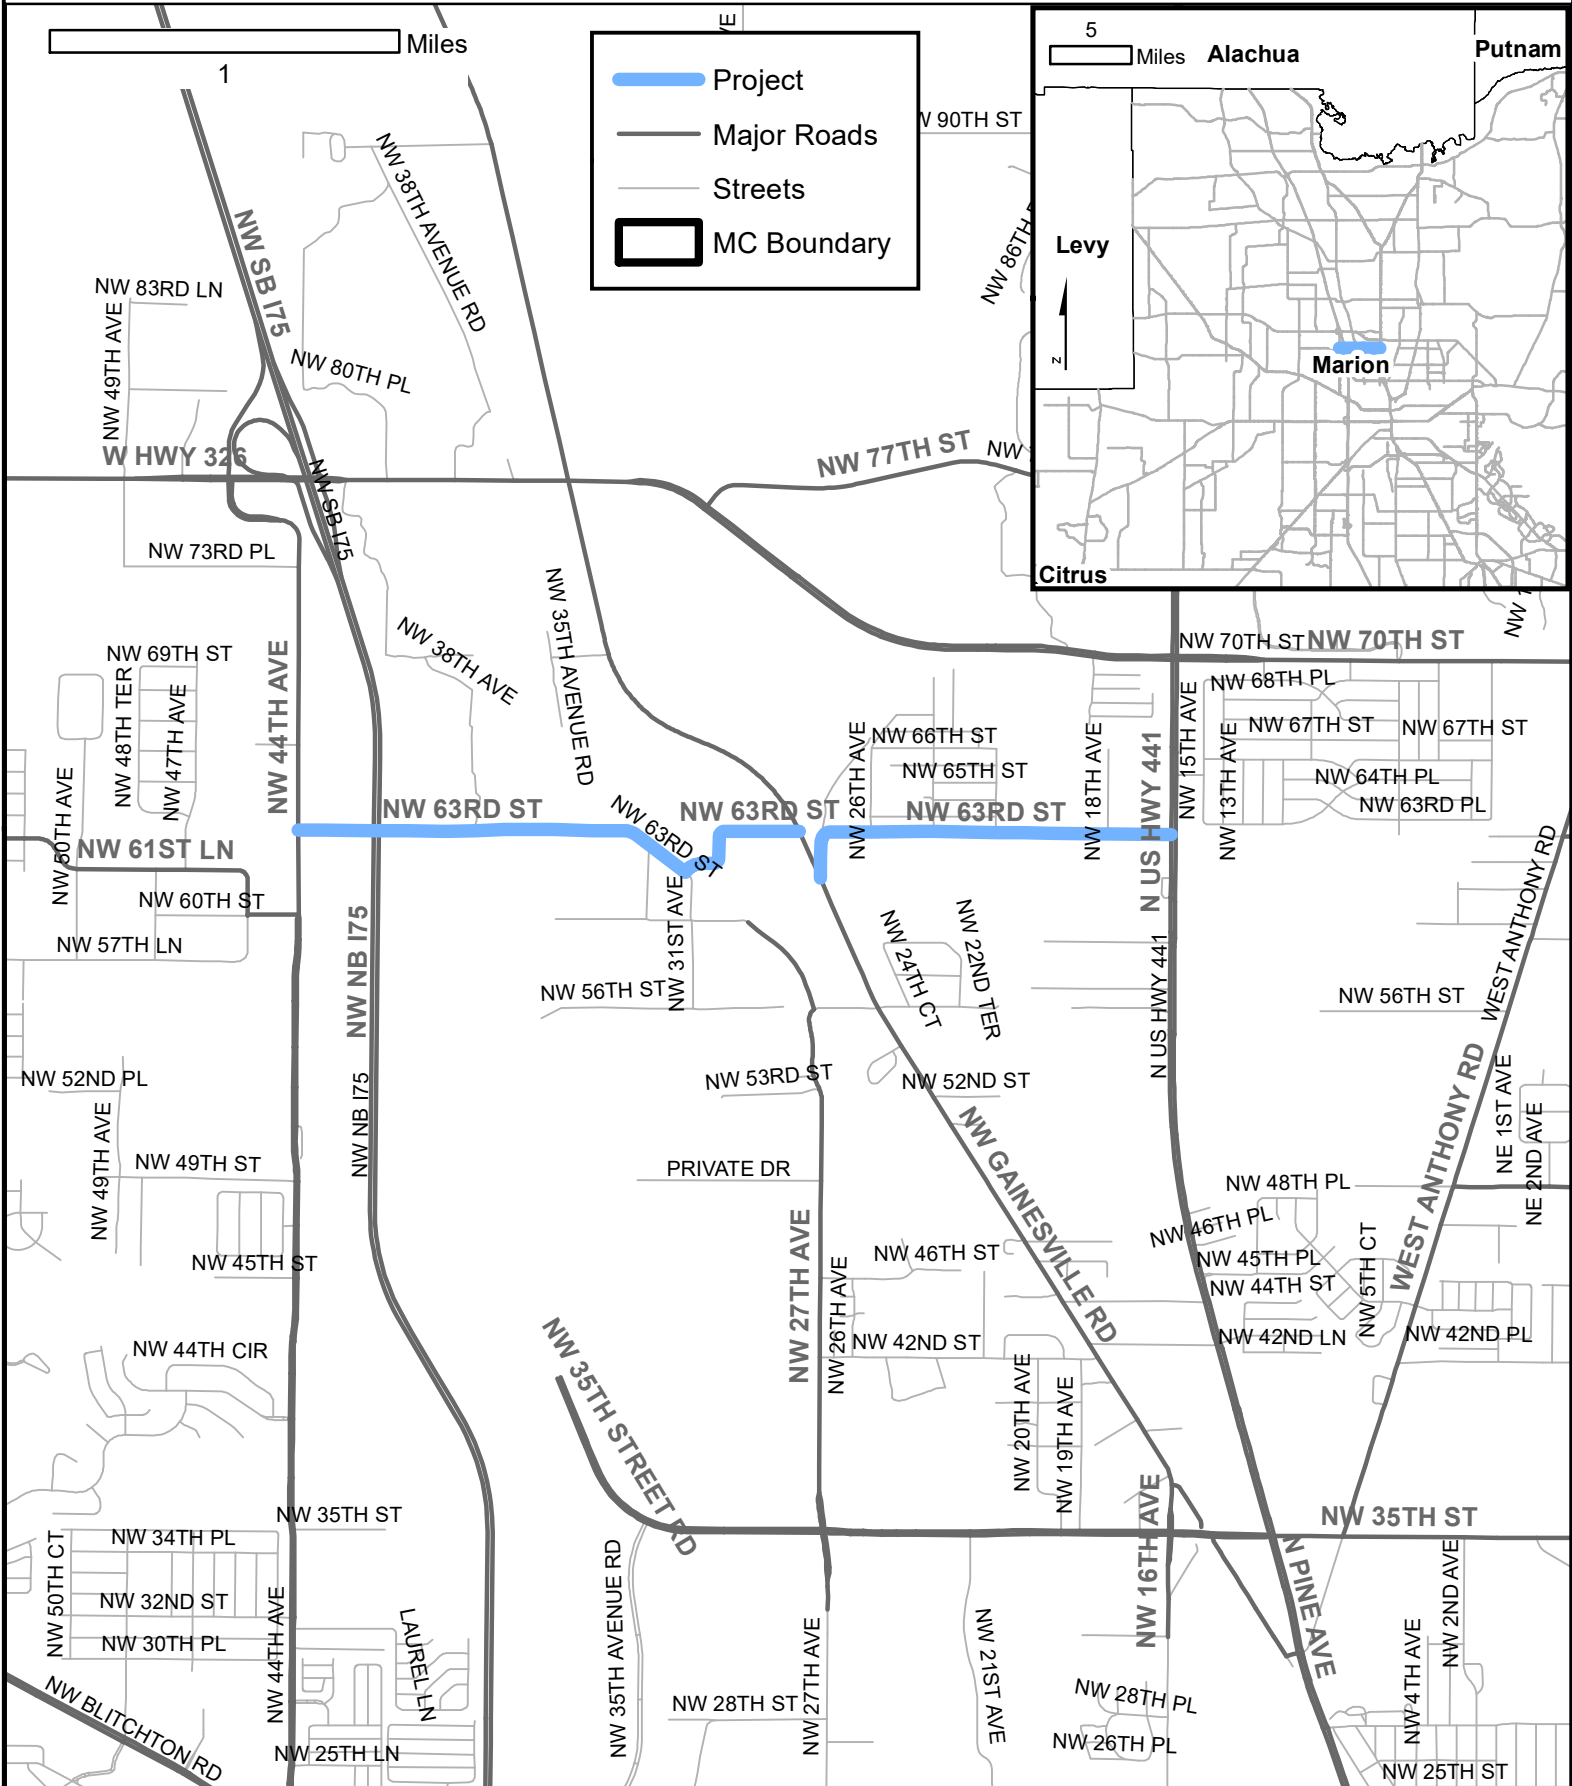 Miles
1
Project
Major Roads
Streets
MC Boundary
5
Miles
Alachua
Putnam
Levy
z
Marion
Citrus
90TH ST
NW 38TH AVENUE RD
NW SB I75
NW 86TH
NW 83RD LN
NW 49TH AVE
NW 80TH PL
W HWY 326
NW 77TH ST
NW
NW SB I75
NW 73RD PL
NW 35TH AVENUE RD
NW 38TH AVE
NW 70TH ST
NW 70TH ST
NW 69TH ST
NW 48TH TER
NW 47TH AVE
NW 44TH AVE
NW 68TH PL
NW 15TH AVE
NW 67TH ST
NW 67TH ST
NW 66TH ST
NW 65TH ST
NW 64TH PL
NW 63RD PL
NW 26TH AVE
NW 18TH AVE
N US HWY 441
NW 13TH AVE
NW 50TH AVE
NW 63RD ST
NW 63RD ST
NW 63RD ST
NW 63RD ST
NW 61ST LN
NW 60TH ST
NW 57TH LN
NW 31ST AVE
NW 24TH CT
NW 22ND TER
WEST ANTHONY RD
NW NB I75
N US HWY 441
NW 56TH ST
NW 56TH ST
NW 52ND PL
NW 53RD ST
NW 52ND ST
NW NB I75
NW 49TH AVE
NW 49TH ST
PRIVATE DR
NW GAINESVILLE RD
WEST ANTHONY RD
NE 1ST AVE
NE 2ND AVE
NW 48TH PL
NW 46TH PL
NW 45TH ST
NW 27TH AVE
NW 26TH AVE
NW 46TH ST
NW 45TH PL
NW 44TH ST
NW 5TH CT
NW 44TH CIR
NW 42ND ST
NW 42ND LN
NW 42ND PL
NW 35TH STREET RD
NW 20TH AVE
NW 19TH AVE
NW 16TH AVE
NW 35TH ST
NW 35TH ST
NW 34TH PL
NW 50TH CT
NW 32ND ST
NW 30TH PL
NW 44TH AVE
LAUREL LN
NW 35TH AVENUE RD
NW 27TH AVE
NW 21ST AVE
N PINE AVE
NW 2ND AVE
NW 4TH AVE
NW BLITCHTON RD
NW 28TH ST
NW 28TH PL
NW 25TH LN
NW 26TH PL
NW 25TH ST